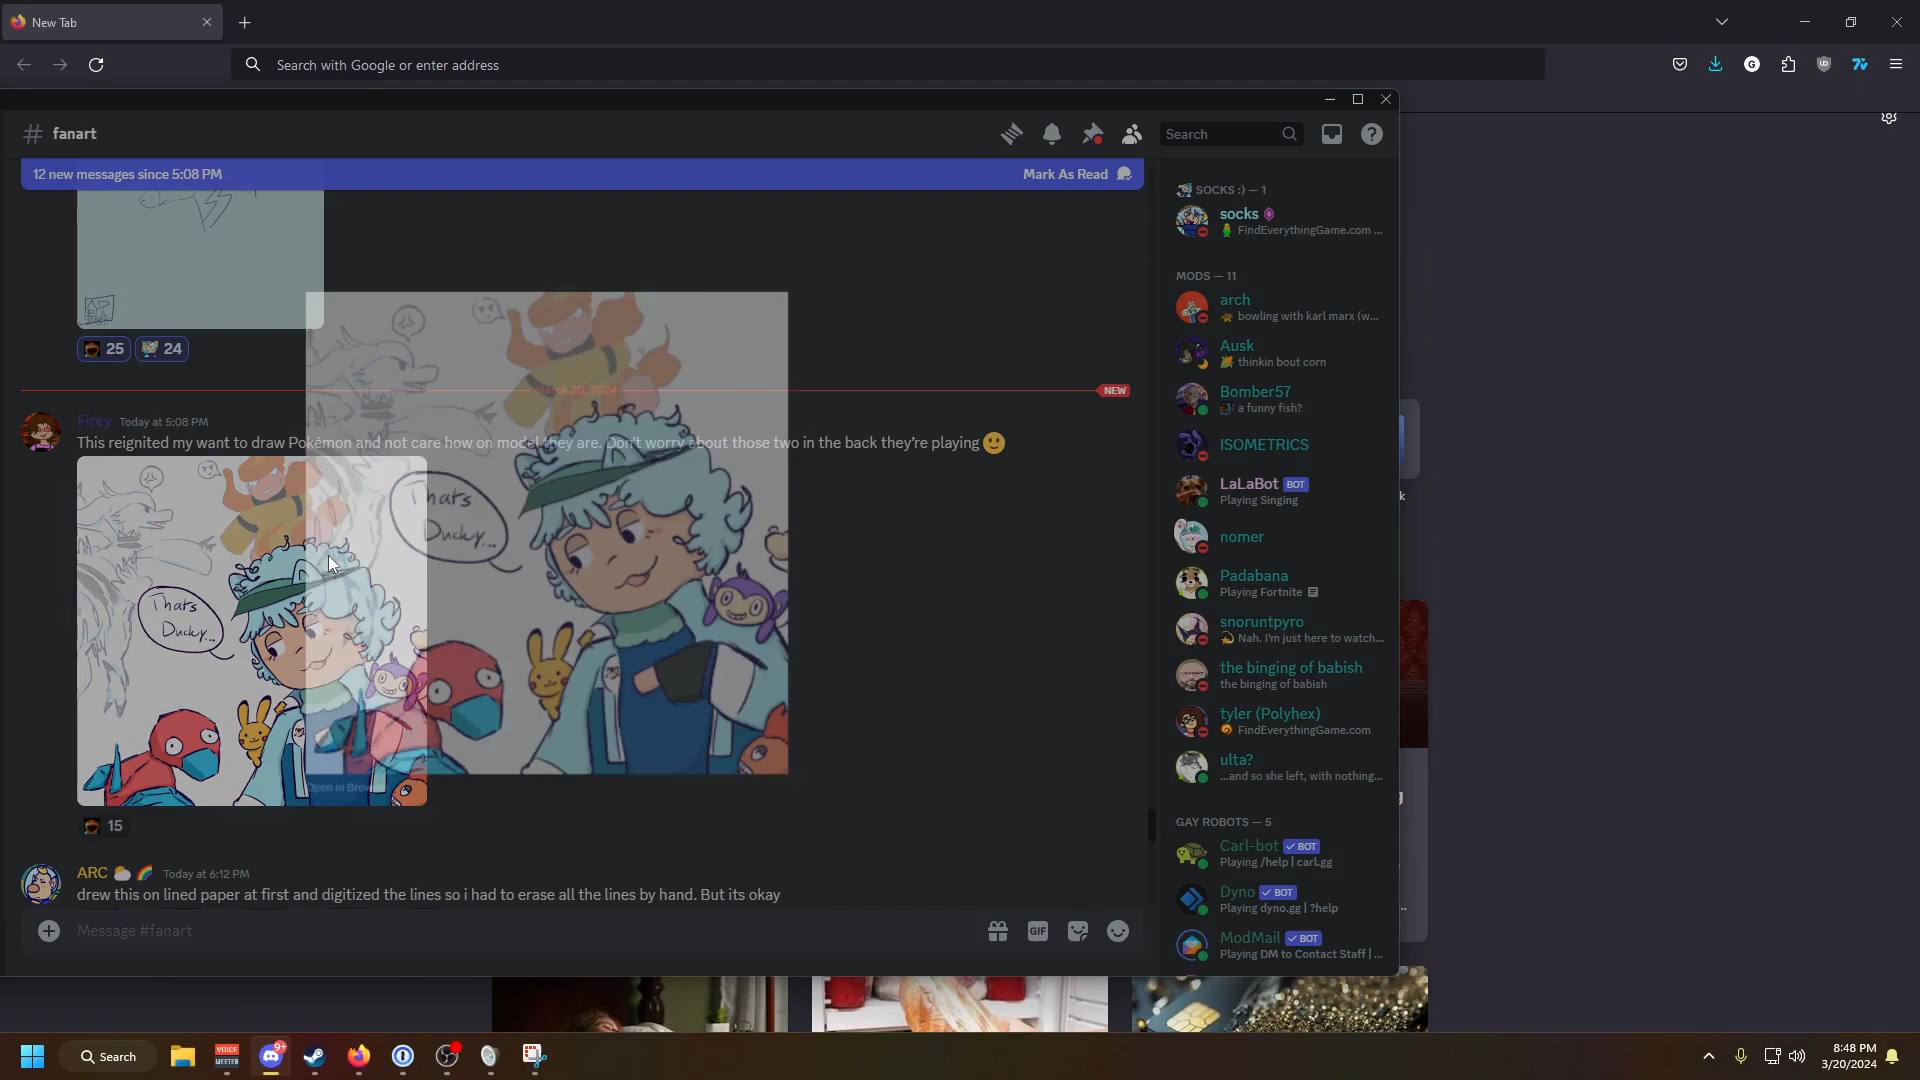 New Tab
Search with Google or enter address
fanart
Search
12 new messages since 5:08 PM
Mark As Read
25
24
March 20, 2024
NEW
Firey Today at 5:08 PM
This reignited my want to draw Pokémon and not care how on model they are. Don't worry about those two in the back they're playing
Thats
Ducky...
Thats
Ducky...
Open in Brow
15
ARC Today at 6:12 PM
drew this on lined paper at first and digitized the lines so i had to erase all the lines by hand. But its okay
Message #fanart
GIF
SOCKS :) — 1
socks
FindEverythingGame.com ...
MODS — 11
arch
bowling with karl marx (w...
Ausk
thinkin bout corn
Bomber57
a funny fish?
ISOMETRICS
LaLaBot BOT
Playing Singing
nomer
Padabana
Playing Fortnite
snoruntpyro
Nah. I'm just here to watch...
the binging of babish
the binging of babish
tyler (Polyhex)
FindEverythingGame.com
ulta?
...and so she left, with nothing...
GAY ROBOTS — 5
Carl-bot BOT
Playing /help | carl.gg
Dyno BOT
Playing dyno.gg | ?help
ModMail BOT
Playing DM to Contact Staff | ...
k
g
...
Search
VOICE
MEETER
9+
8:48 PM
3/20/2024